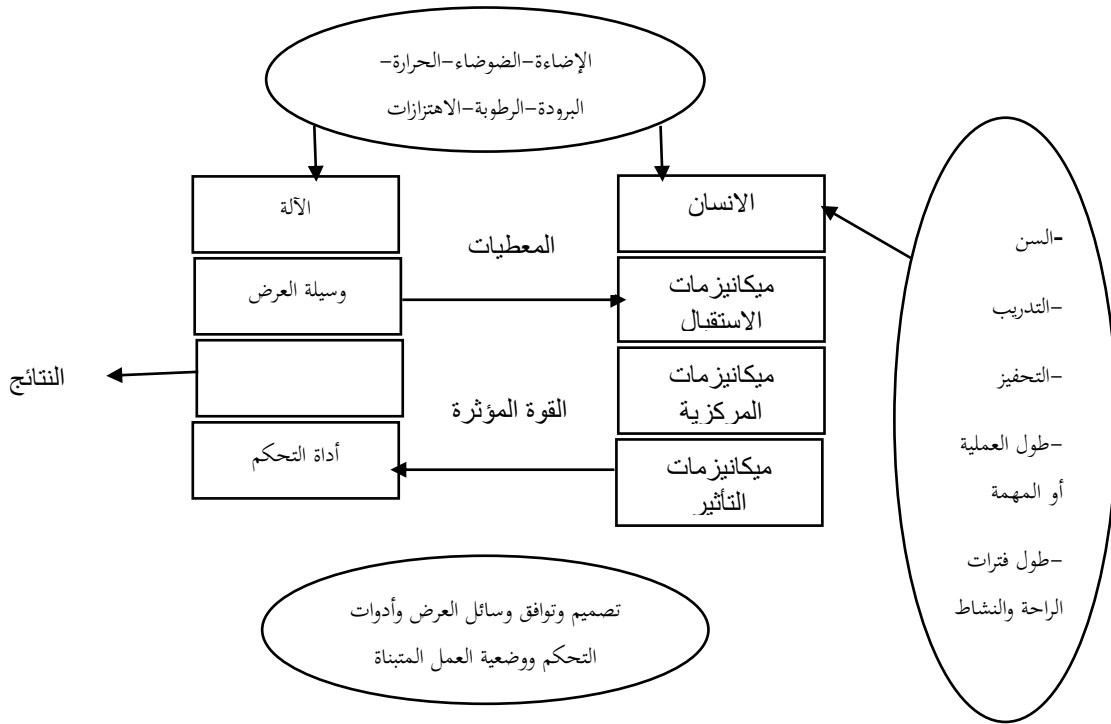 الإضاءة-الضوضاء-الحرارة-
البرودة-الرطوبة-الاهتزازات
الانسان
الآلة
المعطيات
ميكانيزمات
الاستقبال
وسيلة العرض
ميكانيزمات
المركزية
القوة المؤثرة
النتائج
ميكانيزمات
التأثير
أداة التحكم
-السن
-التدريب
-التحفيز
-طول العملية
أو المهمة
-طول فترات
الراحة والنشاط
تصميم وتوافق وسائل العرض وأدوات
التحكم ووضعية العمل المتبناة